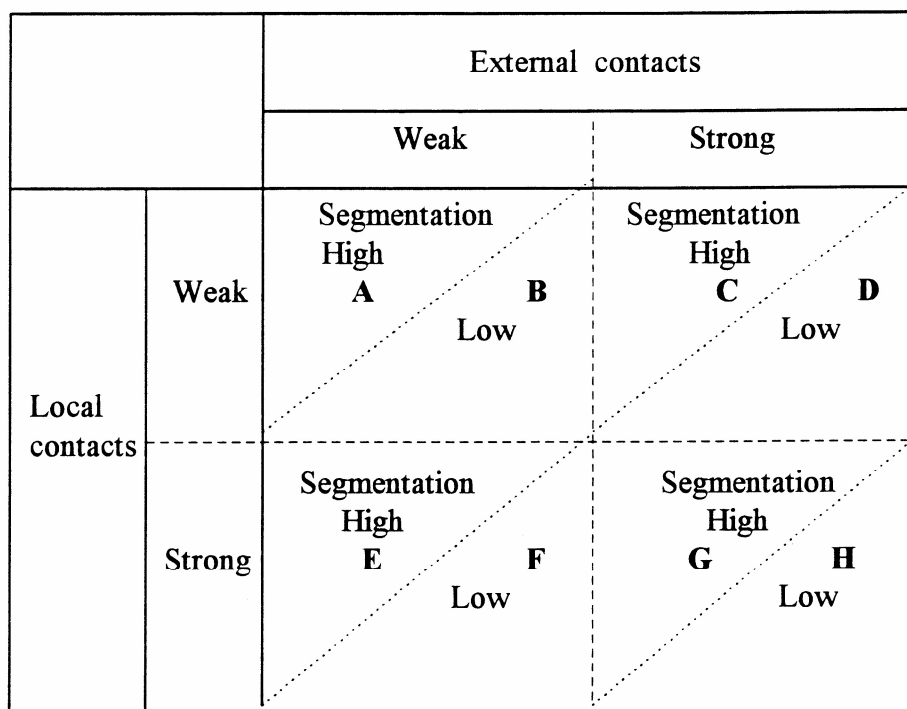 External contacts
Weak Strong
Segmentation Segmentation
High High
Weak A B C D
Low Low
Local
contacts
Segmentation Segmentation
High High
Strong E F G H
Low Low